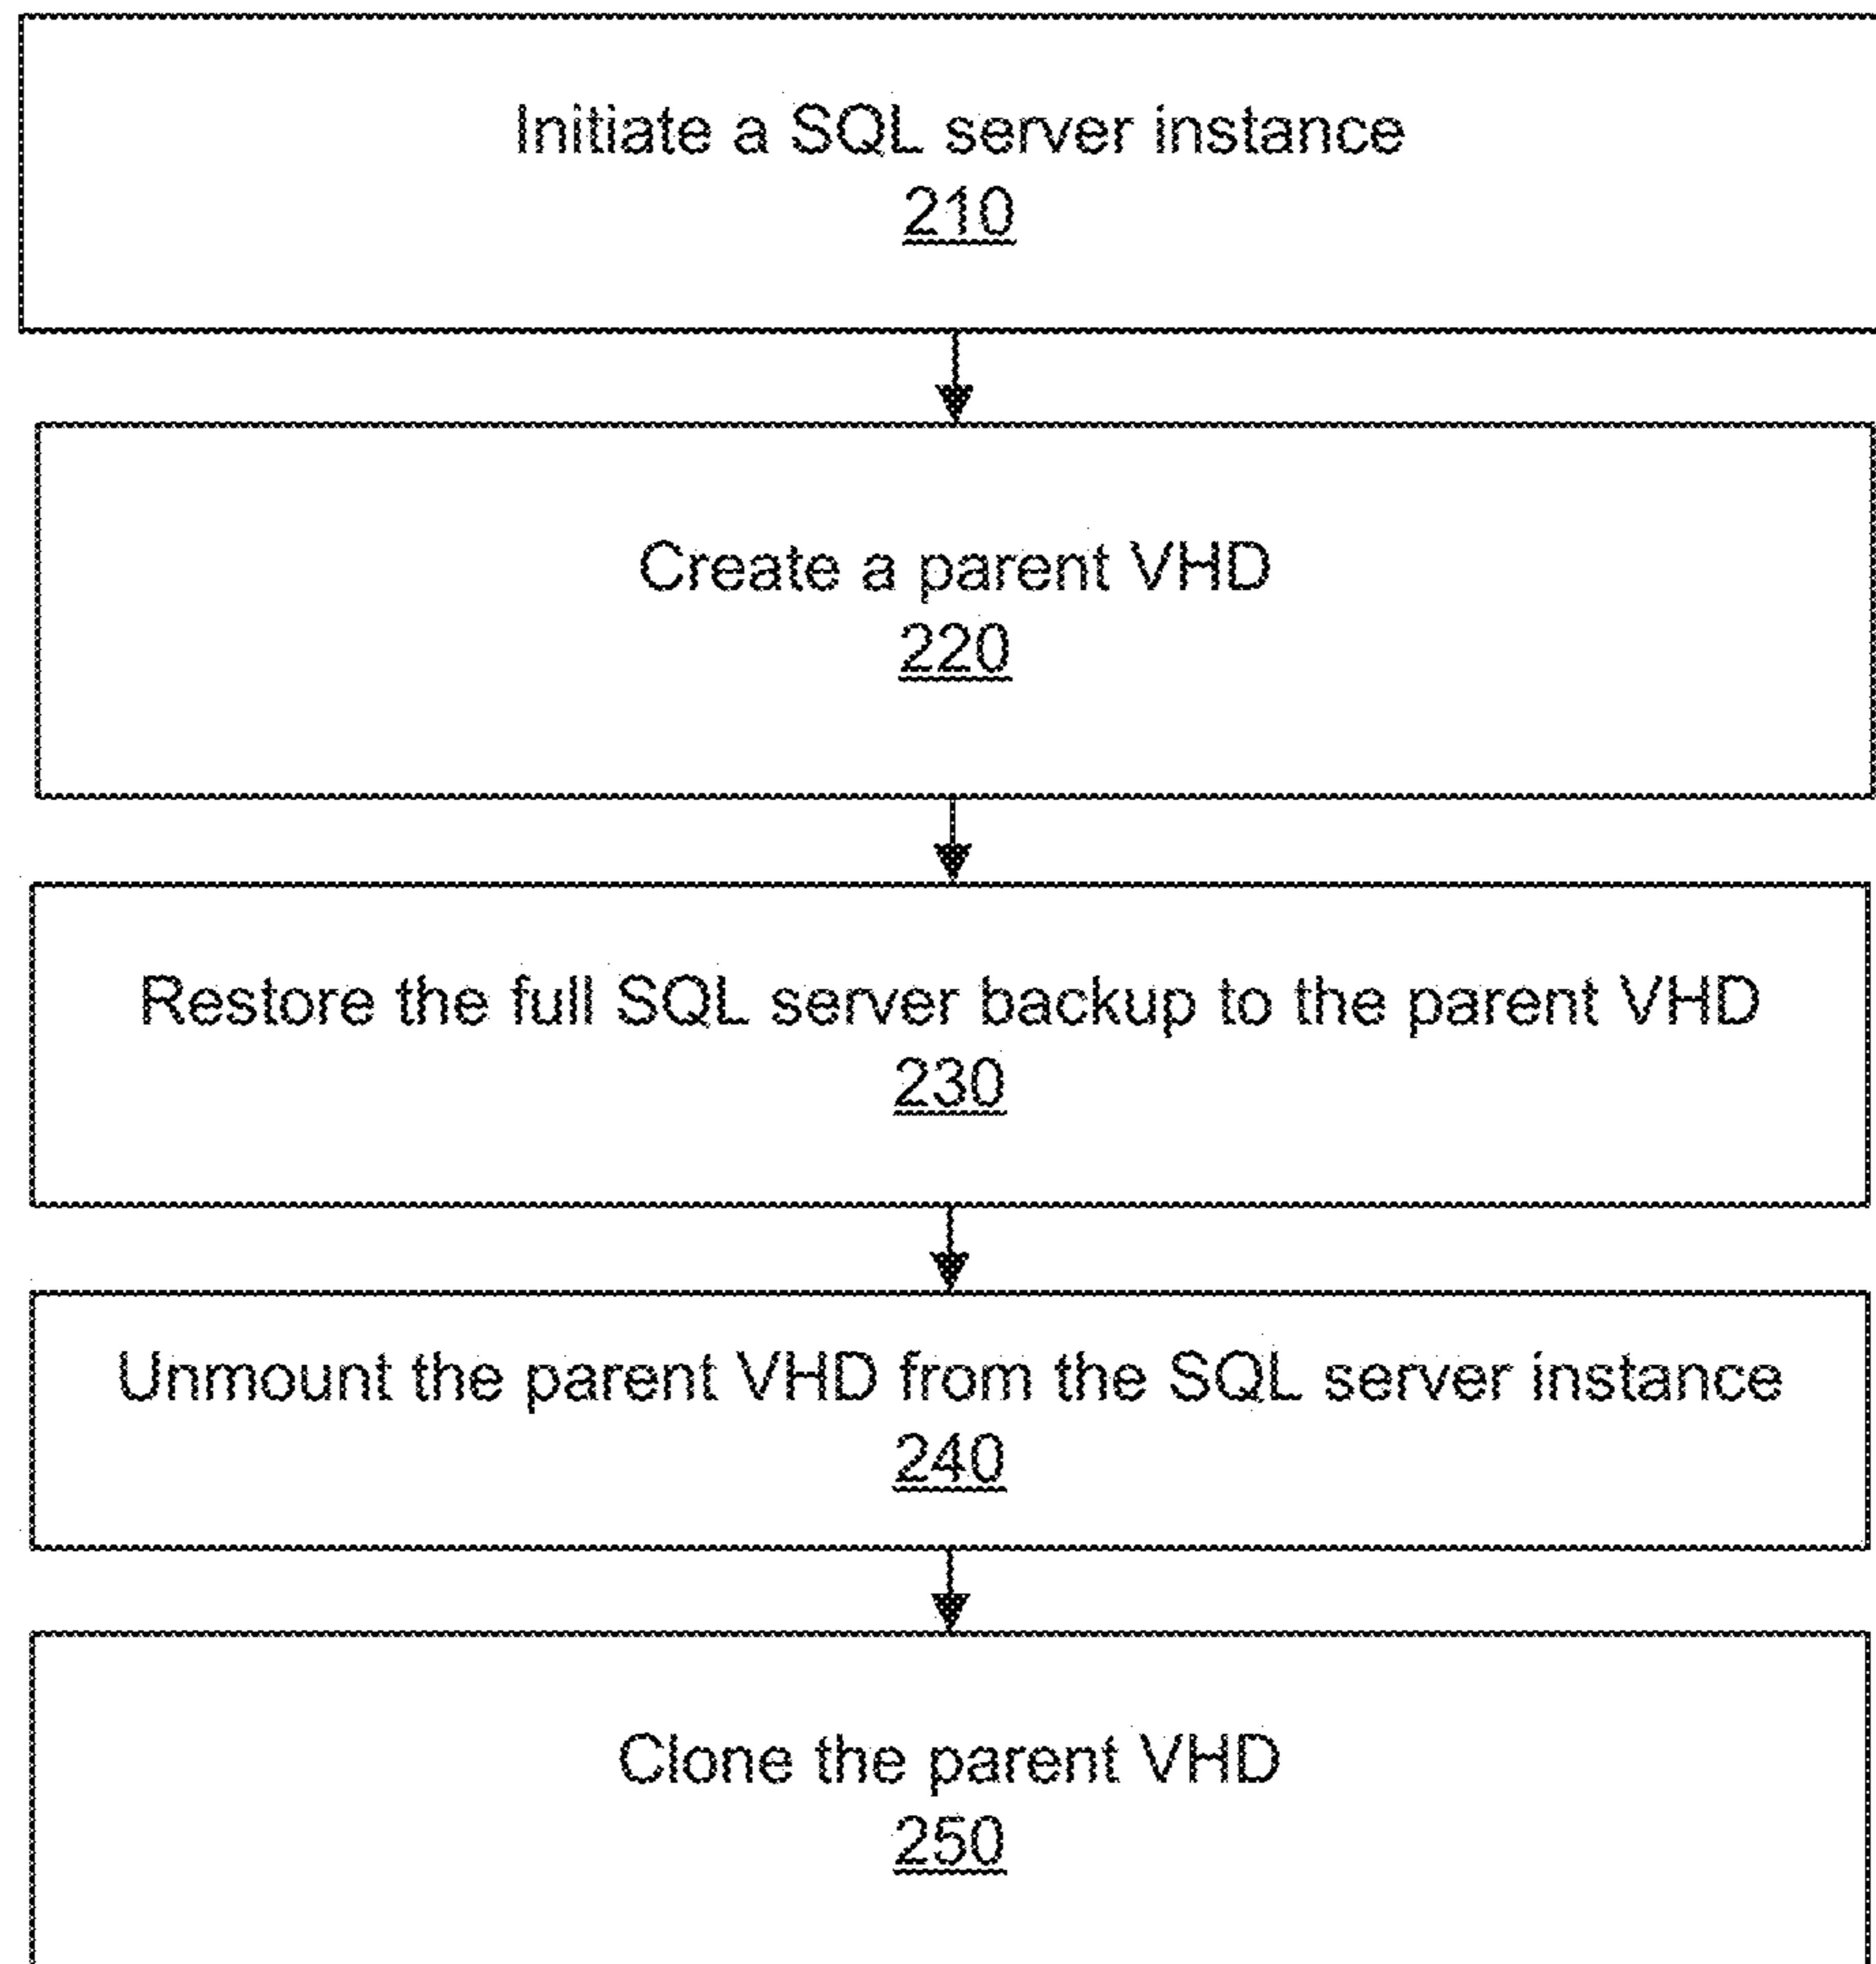 Initiate a SQL server instance
210
Create a parent VHD
220
Restore the full SQL server backup to the parent VHD
230
Unmount the parent VHD from the SQL server instance
240
Clone the parent VHD
250